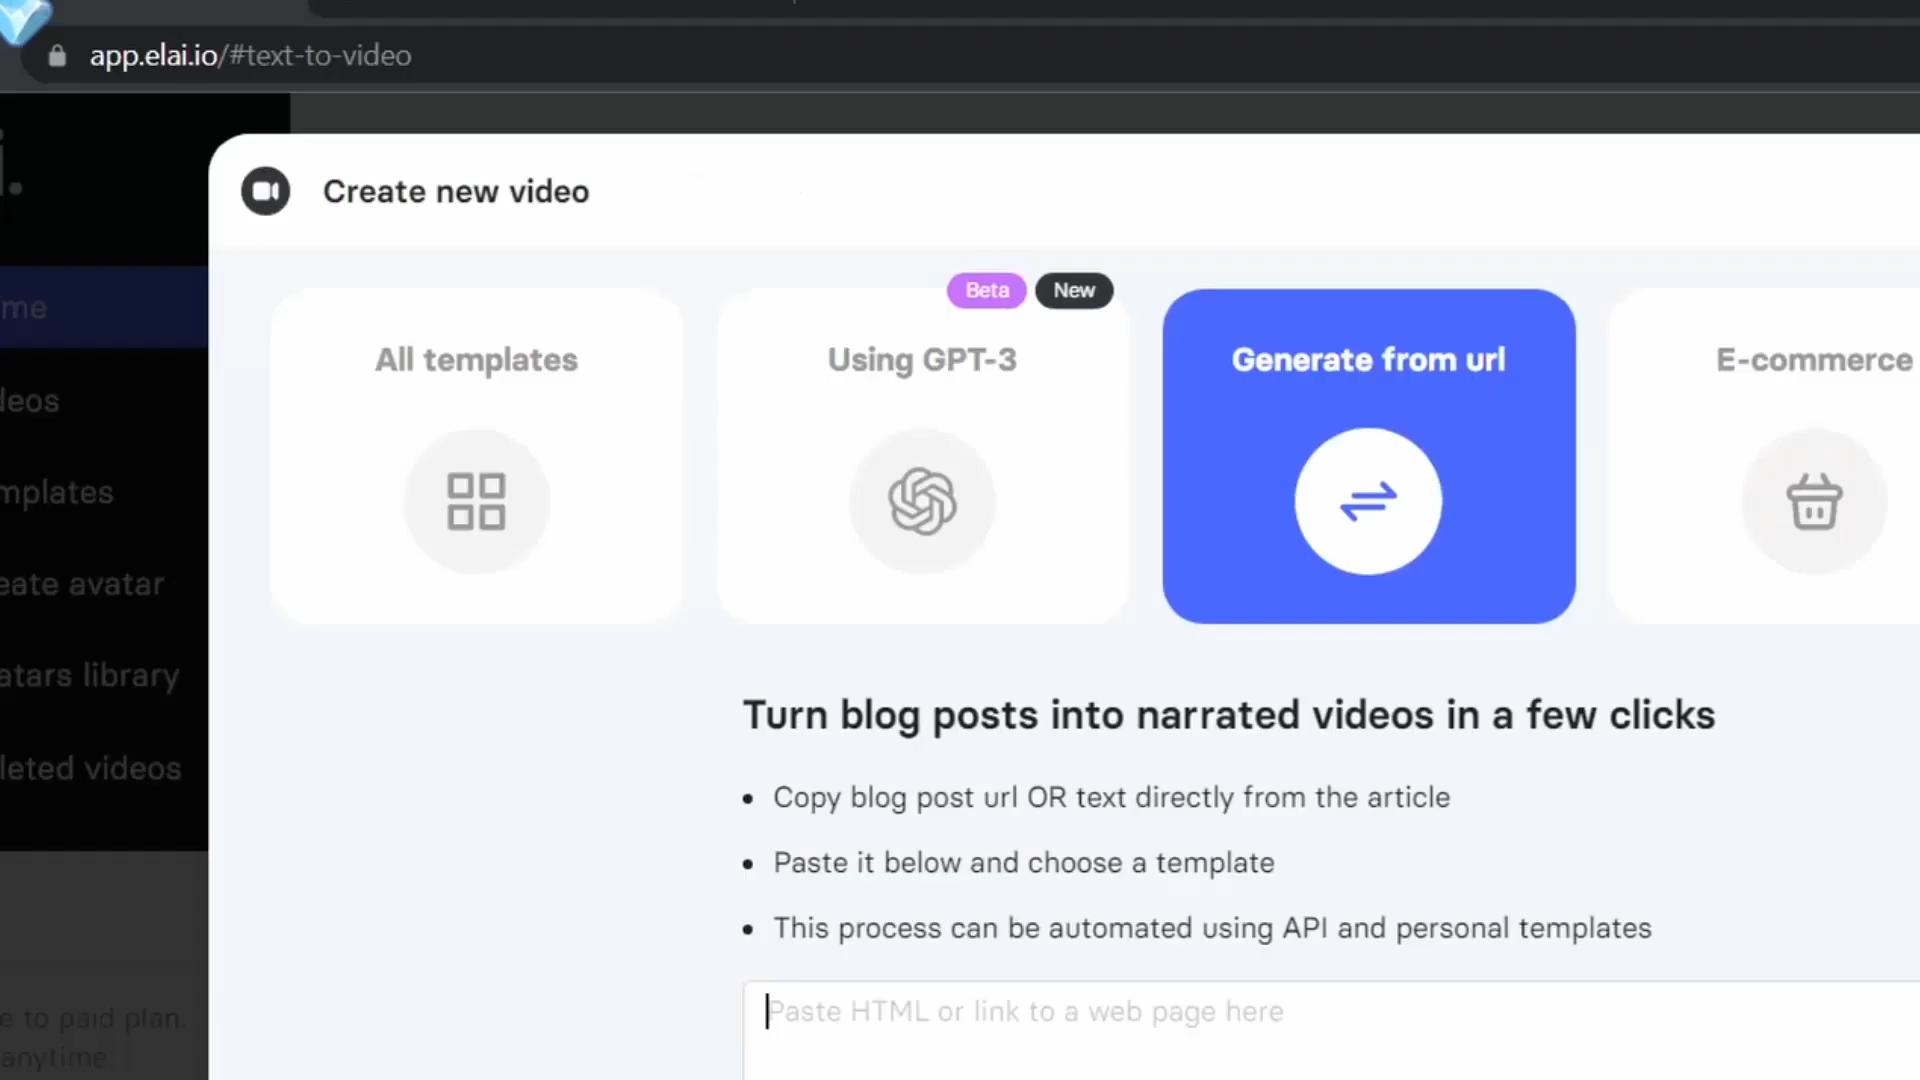 app.elai.io/#text-to-video
i.
Create new video
me
Beta
New
All templates
Using GPT-3
Generate from url
E-commerce
deos
mplates
eate avatar
atars library
leted videos
Turn blog posts into narrated videos in a few clicks
• Copy blog post url OR text directly from the article
• Paste it below and choose a template
• This process can be automated using API and personal templates
Paste HTML or link to a web page here
e to paid plan.
anytime